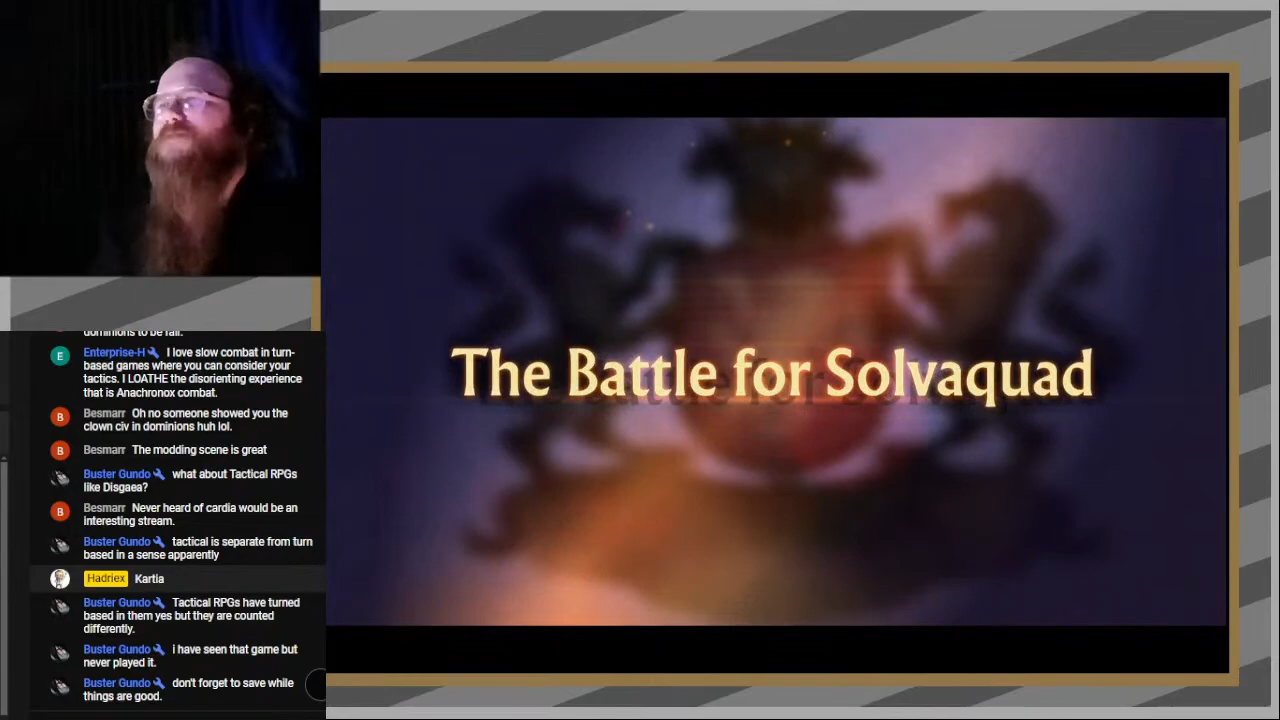 dominions to be fair.
E Enterprise-H I love slow combat in turn-
based games where you can consider your
tactics. I LOATHE the disorienting experience
that is Anachronox combat.
B Besmarr Oh no someone showed you the
clown civ in dominions huh lol.
B Besmarr The modding scene is great
Buster Gundo what about Tactical RPGs
like Disgaea?
B Besmarr Never heard of cardia would be an
interesting stream.
Buster Gundo tactical is separate from turn
based in a sense apparently
Hadriex Kartia
Buster Gundo Tactical RPGs have turned
based in them yes but they are counted
differently.
Buster Gundo i have seen that game but
never played it.
Buster Gundo don't forget to save while
things are good.
The Battle for Solvaquad